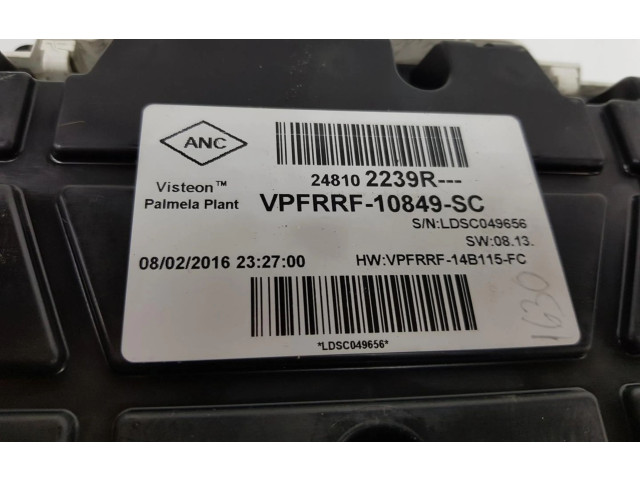 ANC
24810 2239R---
Visteon™
Palmela Plant
VPFRRF-10849-SC
S/N:LDSC049656
SW:08.13.
08/02/2016 23:27:00
HW:VPFRRF-14B115-FC
*LDSC049656*
1630